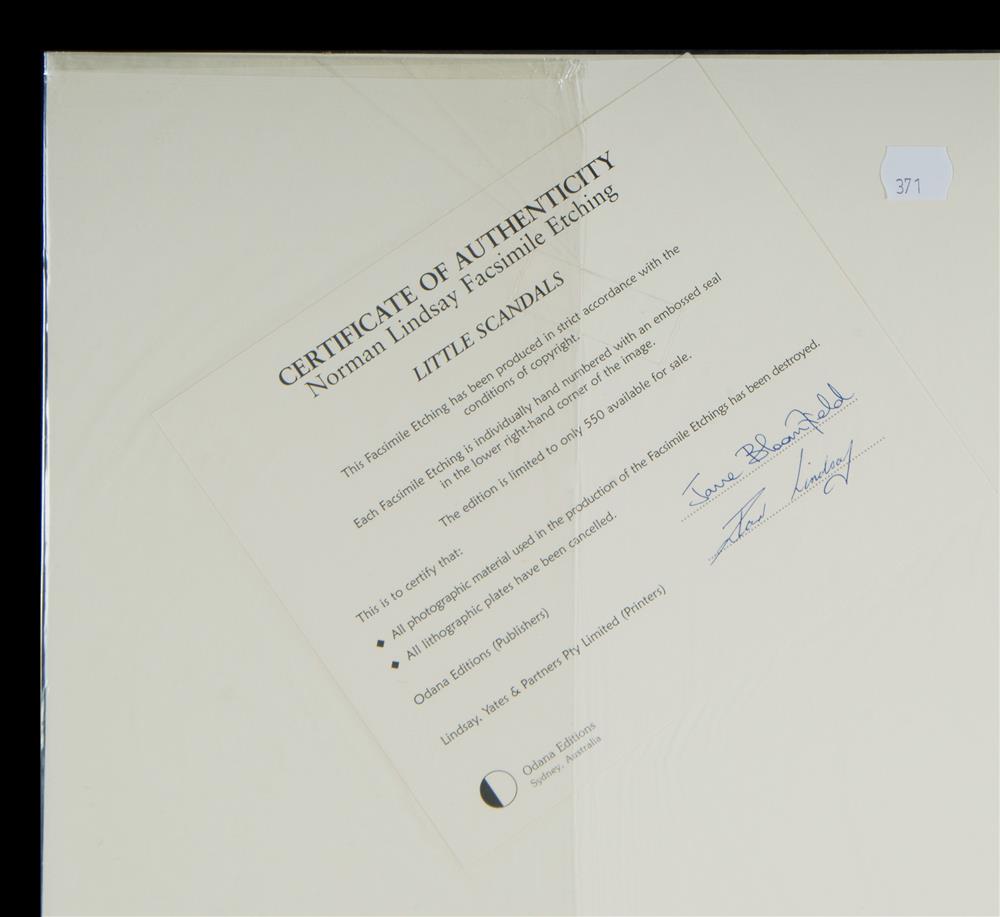 371
CERTIFICATE OF AUTHENTICITY
Norman Lindsay Facsimile Etching
LITTLE SCANDALS
This Facsimile Etching has been produced in strict accordance with the
conditions of copyright.
Each Facsimile Etching is individually hand numbered with an embossed seal
in the lower right-hand corner of the image.
The edition is limited to only 550 available for sale.
This is to certify that:
All photographic material used in the production of the Facsimile Etchings has been destroyed.
All lithographic plates have been cancelled.
Odana Editions (Publishers)
Jane Bloomfield
Lindsay, Yates & Partners Pty Limited (Printers)
Lindsay
Odana Editions
Sydney, Australia